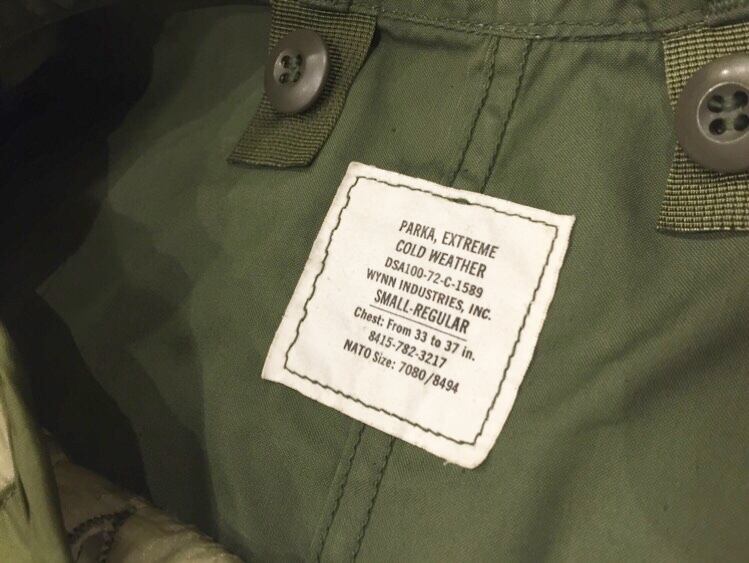 PARKA, EXTREME
COLD WEATHER
DSA100-72-C-1589
WYNN INDUSTRIES, INC.
SMALL-REGULAR
Chest: From 33 to 37 in.
8415-782-3217
NATO Size: 7080/8494